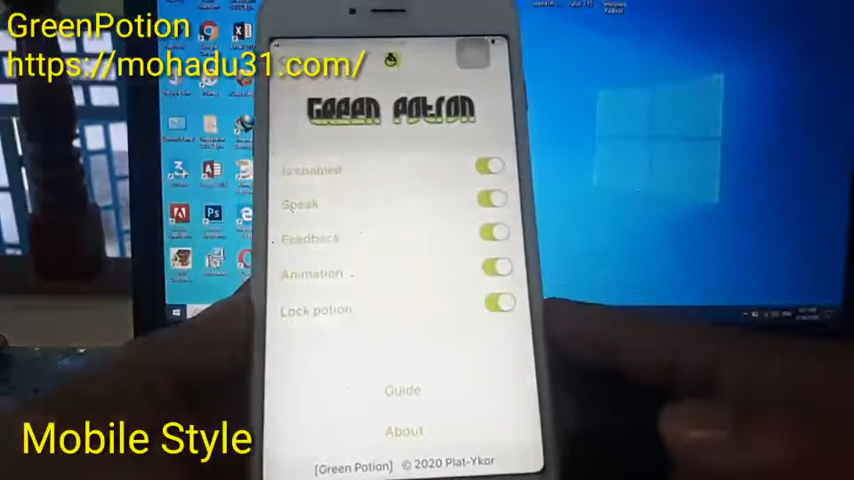 GreenPotion
https://mohadu31.com/
Green Potion
Is enabled
Speak
Feedback
Animation
Lock potion
Guide
About
[Green Potion] © 2020 Plat-Ykor
Mobile Style